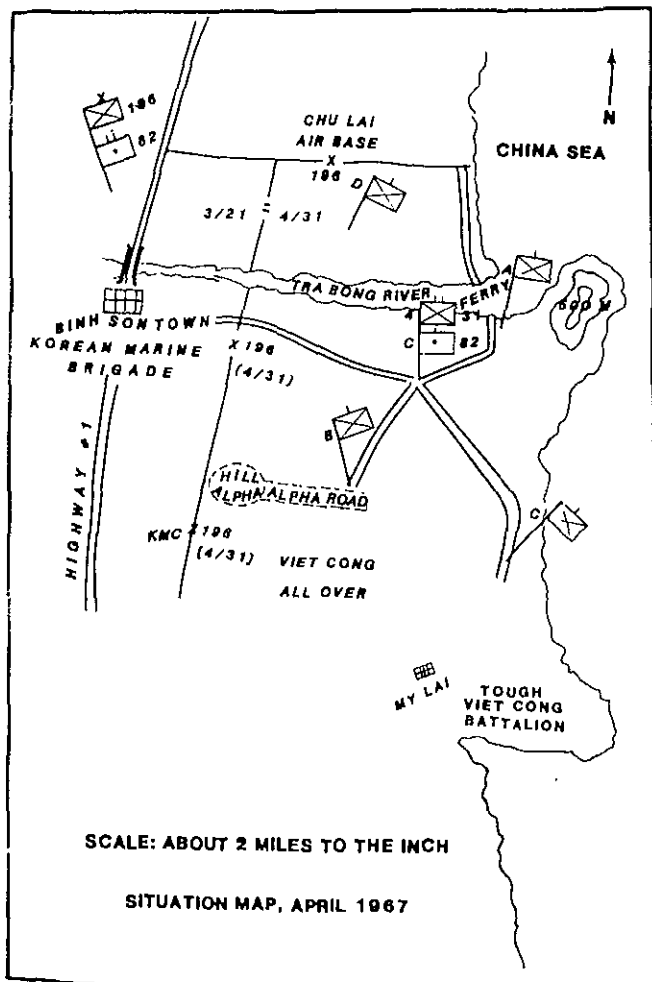 N
X
196
82
CHU LAI
AIR BASE
X
196
CHINA SEA
D
3/21 = 4/31
TRA BONG RIVER
FERRY
A
600 M
4 31
C 82
BINH SON TOWN
KOREAN MARINE
BRIGADE
X 196
(4/31)
B
HILL
ALPHA
ALPHA ROAD
HIGHWAY #1
KMC X 196
(4/31)
VIET CONG
ALL OVER
C
MY LAI
TOUGH
VIET CONG
BATTALION
SCALE: ABOUT 2 MILES TO THE INCH
SITUATION MAP, APRIL 1967